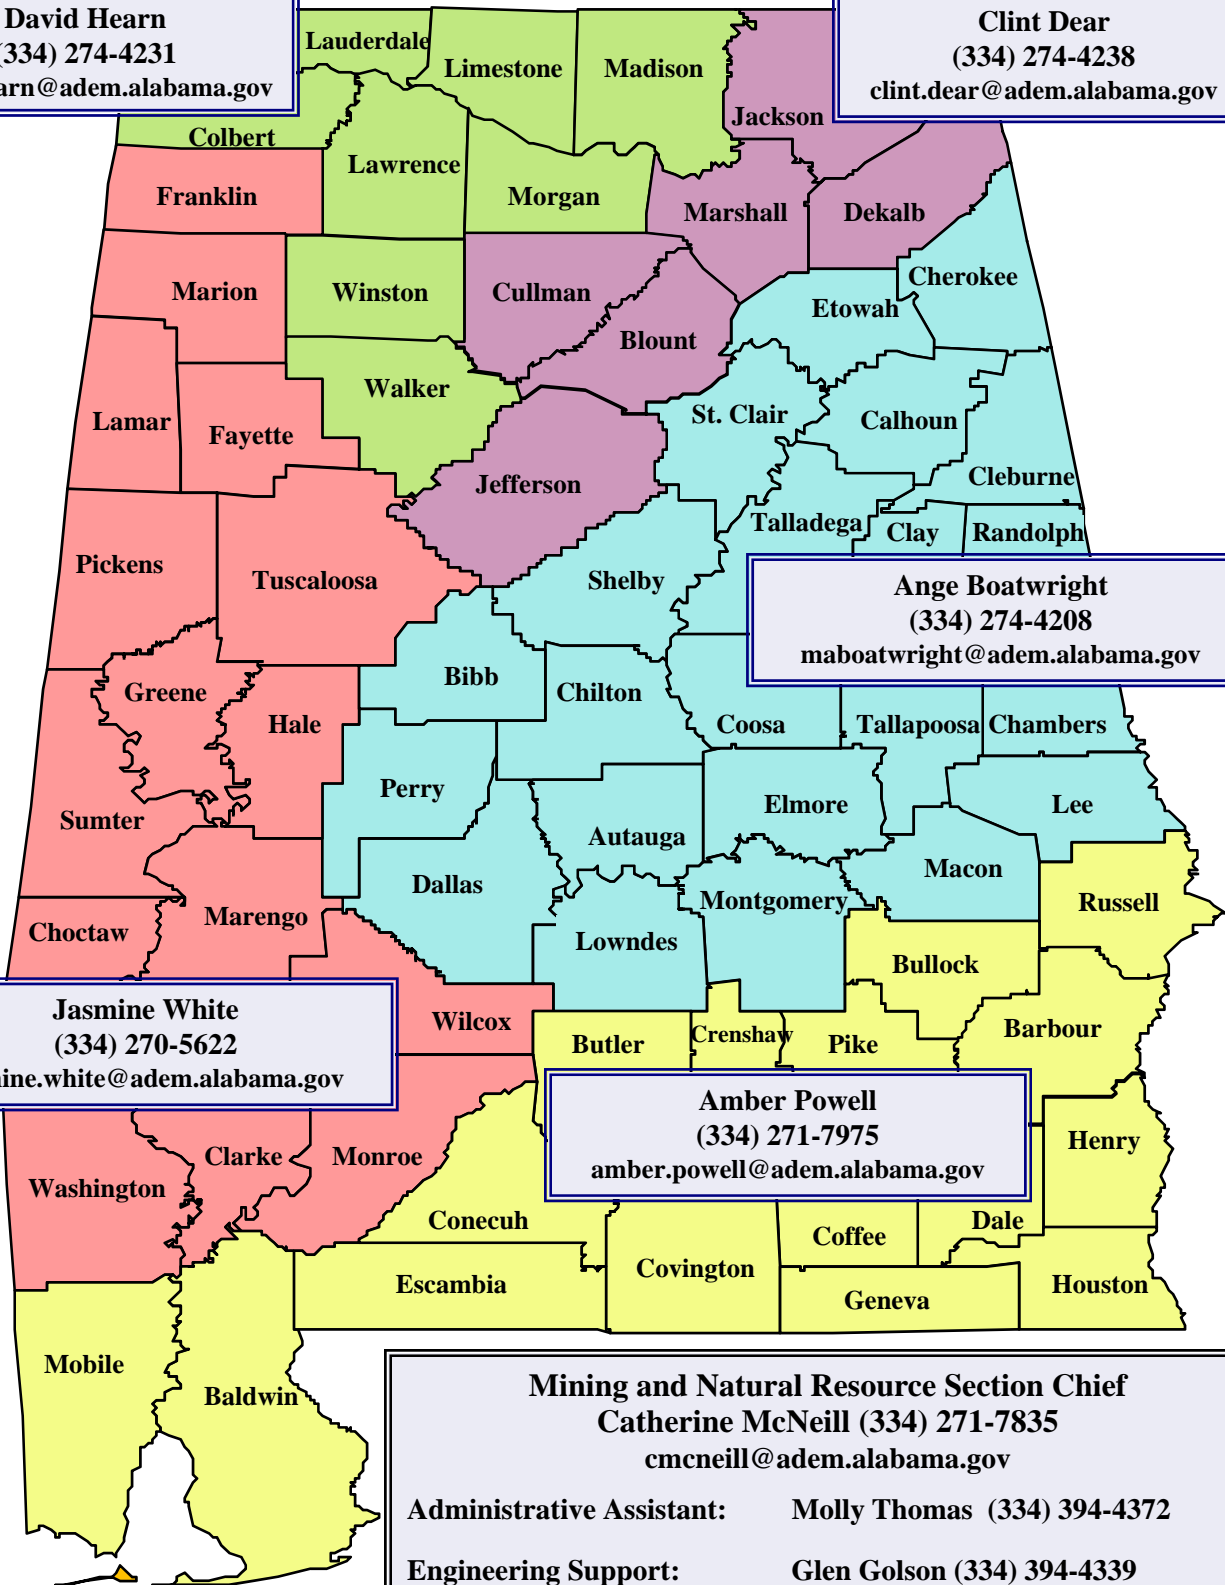 David Hearn
(334) 274-4231
arn@adem.alabama.gov
Clint Dear
(334) 274-4238
clint.dear@adem.alabama.gov
Lauderdale
Limestone
Madison
Jackson
Colbert
Lawrence
Franklin
Morgan
Marshall
Dekalb
Marion
Winston
Cullman
Cherokee
Etowah
Blount
Walker
Lamar
Fayette
St. Clair
Calhoun
Jefferson
Cleburne
Talladega
Clay
Randolph
Pickens
Tuscaloosa
Shelby
Ange Boatwright
(334) 274-4208
maboatwright@adem.alabama.gov
Bibb
Greene
Chilton
Hale
Coosa
Tallapoosa
Chambers
Perry
Elmore
Lee
Sumter
Autauga
Macon
Dallas
Montgomery
Russell
Marengo
Choctaw
Lowndes
Bullock
Jasmine White
(334) 270-5622
ine.white@adem.alabama.gov
Wilcox
Butler
Crenshaw
Pike
Barbour
Amber Powell
(334) 271-7975
amber.powell@adem.alabama.gov
Henry
Clarke
Monroe
Washington
Conecuh
Dale
Coffee
Covington
Escambia
Geneva
Houston
Mobile
Baldwin
Mining and Natural Resource Section Chief
Catherine McNeill (334) 271-7835
cmcneill@adem.alabama.gov
Administrative Assistant: Molly Thomas (334) 394-4372
Engineering Support: Glen Golson (334) 394-4339